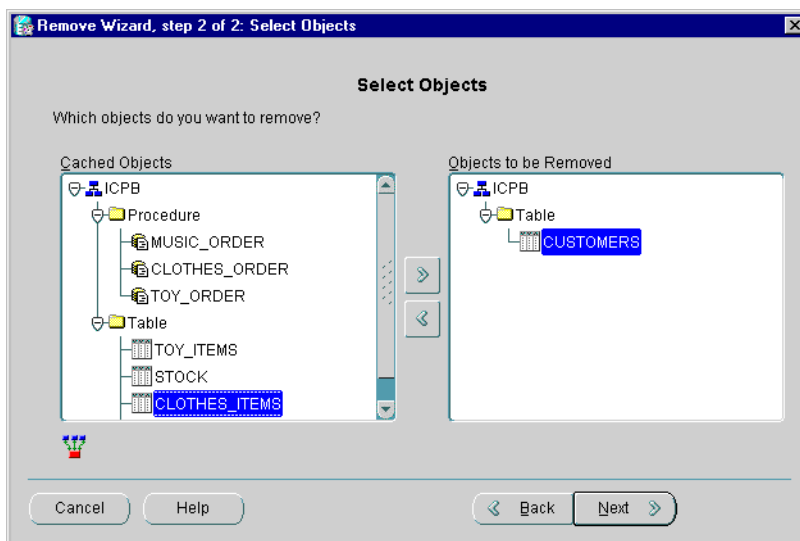 Remove Wizard, step 2 of 2: Select Objects
Select Objects
Which objects do you want to remove?
Cached Objects
ICPB
Procedure
MUSIC_ORDER
CLOTHES_ORDER
TOY_ORDER
Table
TOY_ITEMS
STOCK
CLOTHES_ITEMS
Objects to be Removed
ICPB
Table
CUSTOMERS
Cancel
Help
Back
Next